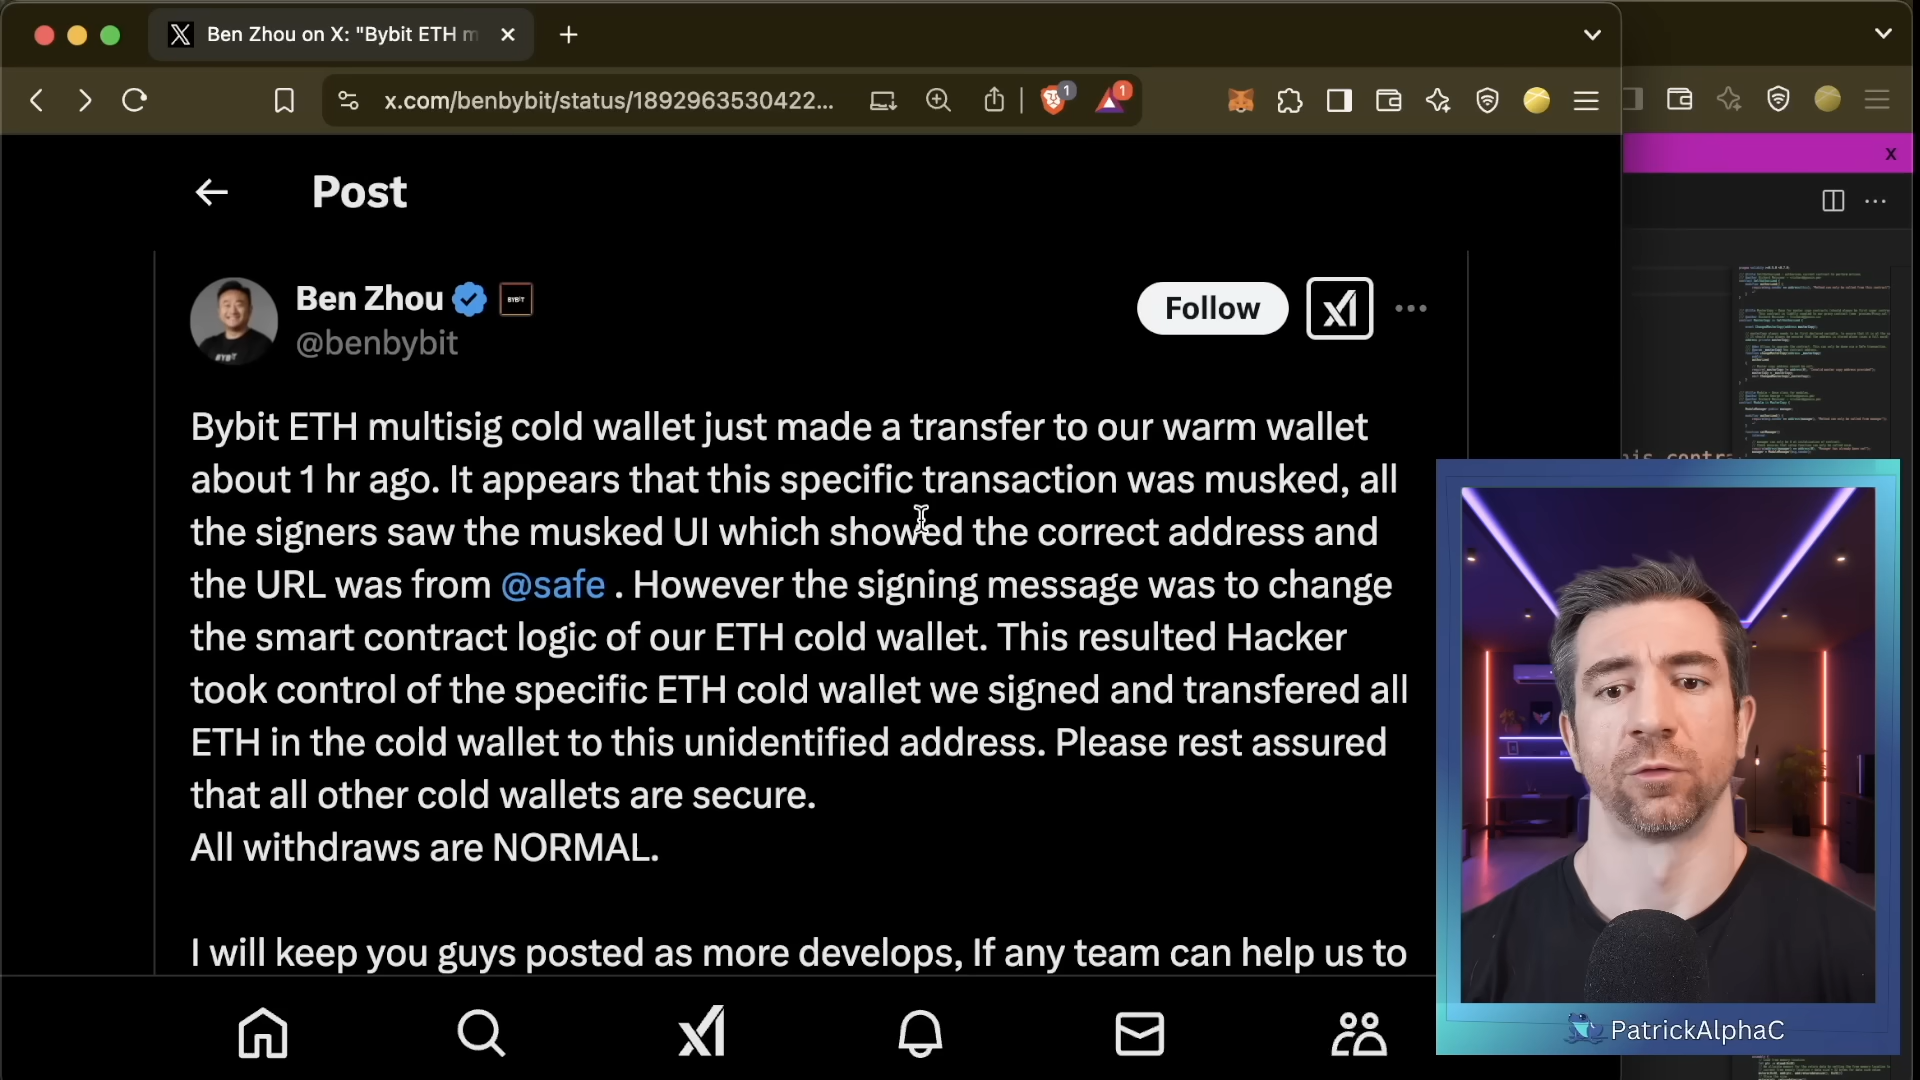 Ben Zhou on X: "Bybit ETH m
x.com/benbybit/status/1892963530422...
1
1
x
Post
Ben Zhou
BYBIT
Follow
@benbybit
Bybit ETH multisig cold wallet just made a transfer to our warm wallet
about 1 hr ago. It appears that this specific transaction was musked, all
the signers saw the musked UI which showed the correct address and
the URL was from @safe . However the signing message was to change
the smart contract logic of our ETH cold wallet. This resulted Hacker
took control of the specific ETH cold wallet we signed and transfered all
ETH in the cold wallet to this unidentified address. Please rest assured
that all other cold wallets are secure.
All withdraws are NORMAL.
I will keep you guys posted as more develops, If any team can help us to
PatrickAlphaC